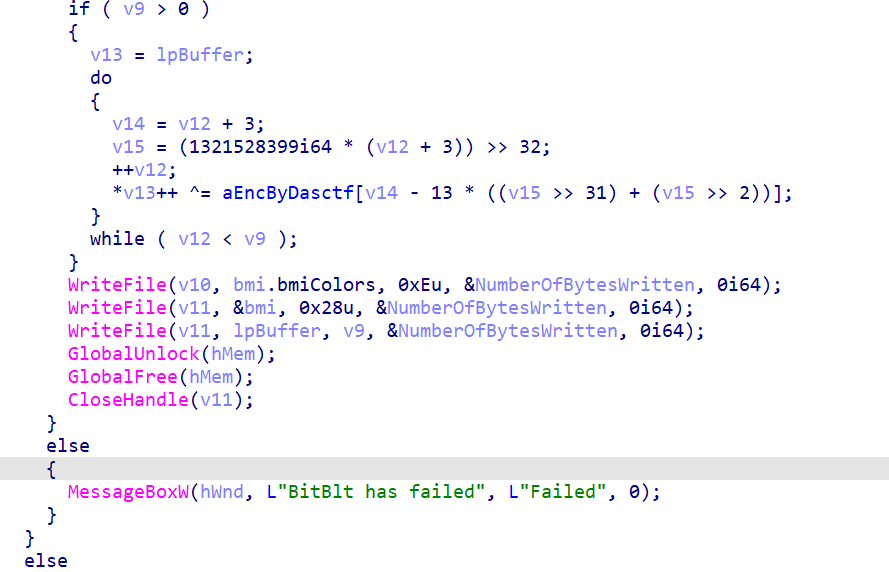 if ( v9 > 0 )
{
v13 = lpBuffer;
do
{
v14 = v12 + 3;
v15 = (1321528399i64 * (v12 + 3)) >> 32;
++v12;
*v13++ ^= aEncByDasctf[v14 - 13 * ((v15 >> 31) + (v15 >> 2))];
}
while ( v12 < v9 );
}
WriteFile(v10, bmi.bmiColors, 0xEu, &NumberOfBytesWritten, 0i64);
WriteFile(v11, &bmi, 0x28u, &NumberOfBytesWritten, 0i64);
WriteFile(v11, lpBuffer, v9, &NumberOfBytesWritten, 0i64);
GlobalUnlock(hMem);
GlobalFree(hMem);
CloseHandle(v11);
}
else
{
MessageBoxW(hWnd, L"BitBlt has failed", L"Failed", 0);
}
}
else